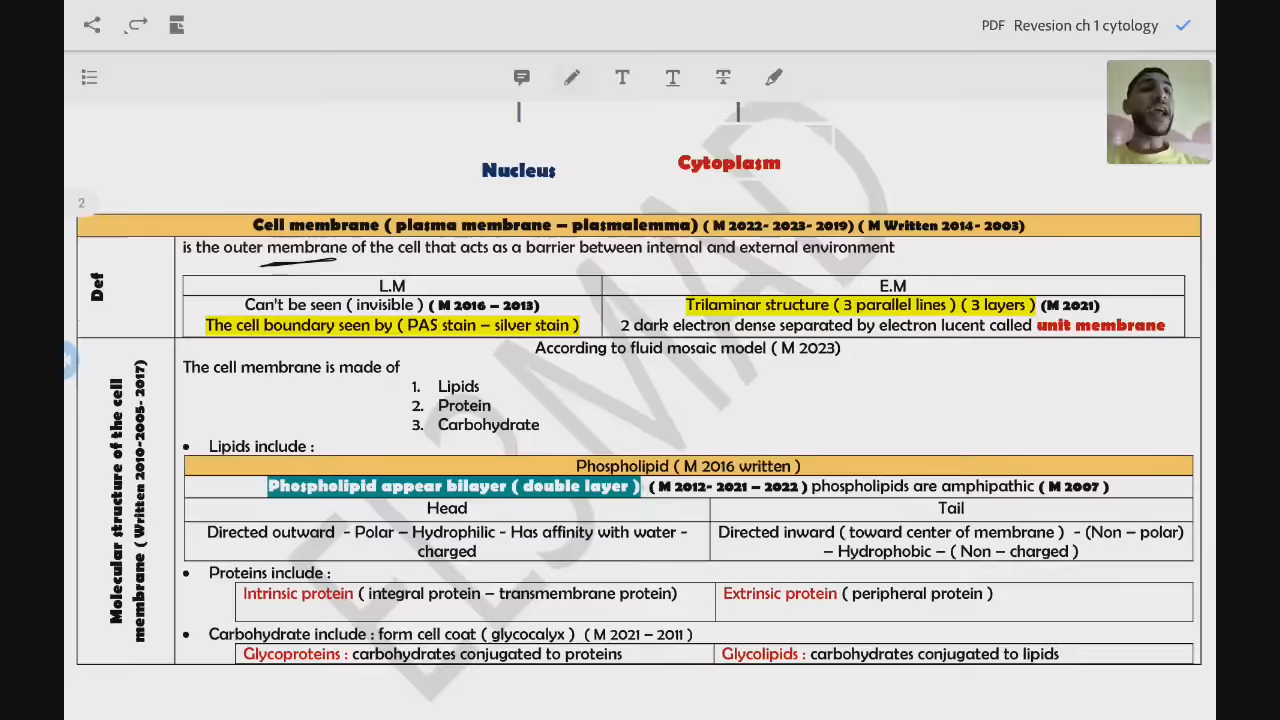 PDF Revesion ch 1 cytology
Nucleus
Cytoplasm
2
Cell membrane ( plasma membrane – plasmalemma) ( M 2022- 2023- 2019) ( M Written 2014- 2003)
Def
is the outer membrane of the cell that acts as a barrier between internal and external environment
L.M
E.M
Can't be seen ( invisible ) ( M 2016 – 2013)
Trilaminar structure ( 3 parallel lines ) ( 3 layers ) (M 2021)
The cell boundary seen by ( PAS stain – silver stain )
2 dark electron dense separated by electron lucent called unit membrane
Molecular structure of the cell
membrane ( Written 2010-2005- 2017)
According to fluid mosaic model ( M 2023)
The cell membrane is made of
1. Lipids
2. Protein
3. Carbohydrate
• Lipids include :
Phospholipid ( M 2016 written )
Phospholipid appear bilayer ( double layer ) ( M 2012- 2021 – 2022 ) phospholipids are amphipathic ( M 2007 )
Head
Tail
Directed outward - Polar – Hydrophilic - Has affinity with water -
charged
Directed inward ( toward center of membrane ) - (Non – polar)
– Hydrophobic – ( Non – charged )
• Proteins include :
Intrinsic protein ( integral protein – transmembrane protein)
Extrinsic protein ( peripheral protein )
• Carbohydrate include : form cell coat ( glycocalyx ) ( M 2021 – 2011 )
Glycoproteins : carbohydrates conjugated to proteins
Glycolipids : carbohydrates conjugated to lipids
EL3MAD